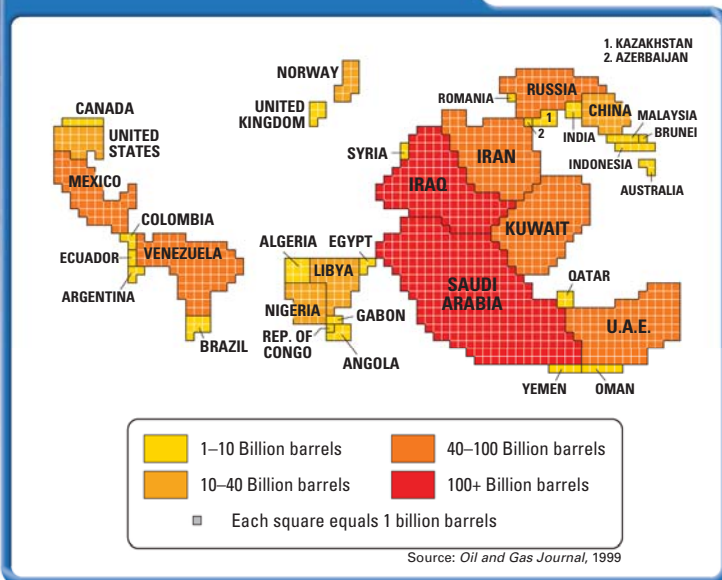 1. KAZAKHSTAN
2. AZERBAIJAN
NORWAY
UNITED
KINGDOM
CANADA
UNITED
STATES
MEXICO
COLOMBIA
ECUADOR
VENEZUELA
ARGENTINA
BRAZIL
ALGERIA
EGYPT
LIBYA
NIGERIA
GABON
REP. OF
CONGO
ANGOLA
ROMANIA
RUSSIA
1
2
INDIA
CHINA
MALAYSIA
BRUNEI
INDONESIA
AUSTRALIA
SYRIA
IRAQ
IRAN
KUWAIT
SAUDI
ARABIA
QATAR
U.A.E.
YEMEN
OMAN
1–10 Billion barrels
40–100 Billion barrels
10–40 Billion barrels
100+ Billion barrels
Each square equals 1 billion barrels
Source: Oil and Gas Journal, 1999